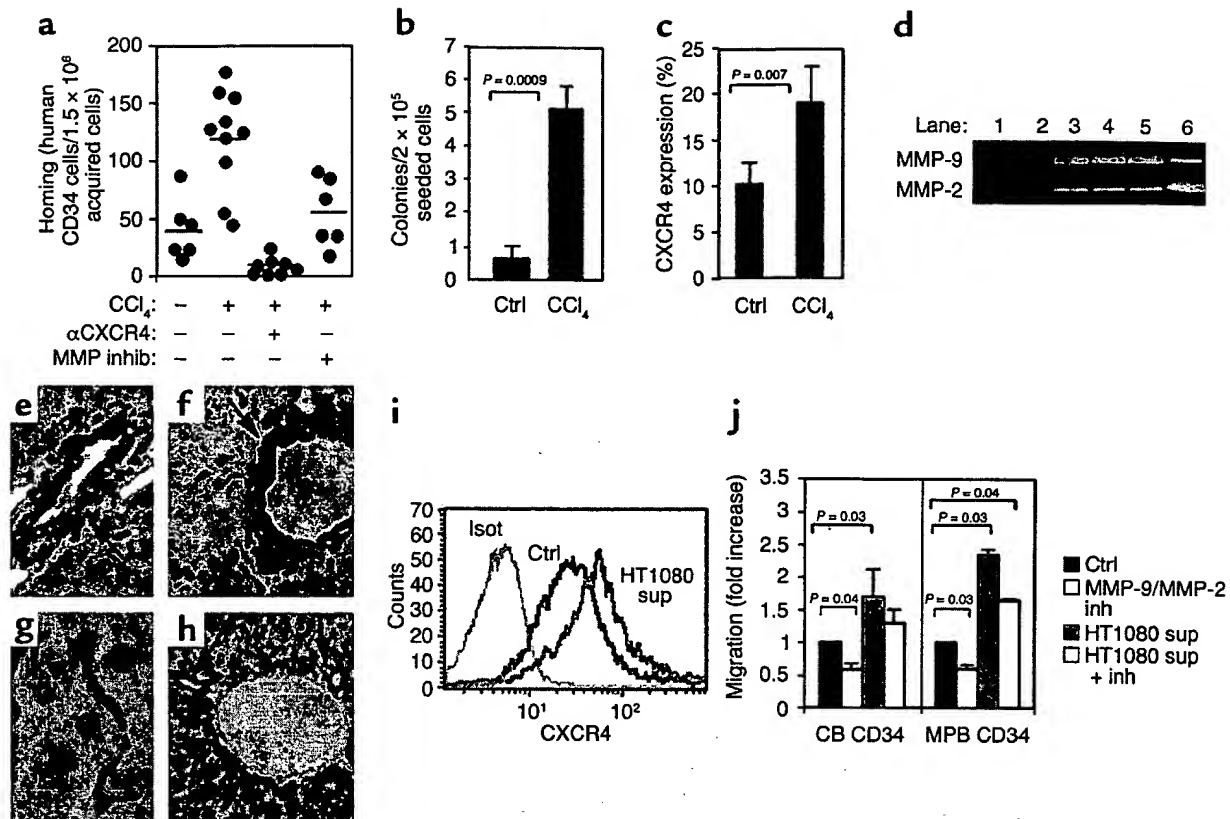 a
Homing (human
CD34 cells/1.5 × 10⁶
acquired cells)
200
150
100
50
0
CCl₄: – + + +
αCXCR4: – – + –
MMP inhib: – – – +
b
Colonies/2 × 10⁵
seeded cells
7
6
5
4
3
2
1
0
P = 0.0009
Ctrl CCl₄
c
CXCR4 expression (%)
25
20
15
10
5
0
P = 0.007
Ctrl CCl₄
d
Lane: 1 2 3 4 5 6
MMP-9
MMP-2
e
f
g
h
i
Counts
70
60
50
40
30
20
10
0
Isot
Ctrl
HT1080
sup
10¹ 10²
CXCR4
j
Migration (fold increase)
3.5
3
2.5
2
1.5
1
0.5
0
P = 0.03
P = 0.04
P = 0.04
P = 0.03
P = 0.03
CB CD34 MPB CD34
Ctrl
MMP-9/MMP-2
inh
HT1080 sup
HT1080 sup
+ inh